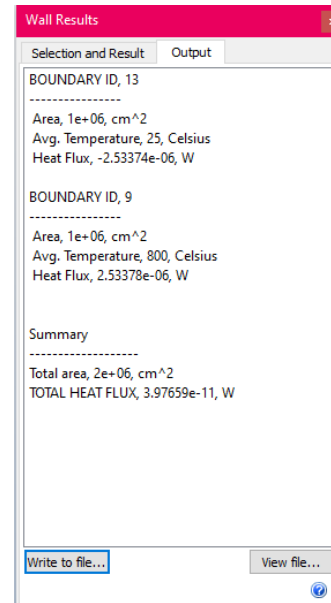 Wall Results
Selection and Result
Output
BOUNDARY ID, 13
----------------
Area, 1e+06, cm^2
Avg. Temperature, 25, Celsius
Heat Flux, -2.53374e-06, W
BOUNDARY ID, 9
----------------
Area, 1e+06, cm^2
Avg. Temperature, 800, Celsius
Heat Flux, 2.53378e-06, W
Summary
-------------------
Total area, 2e+06, cm^2
TOTAL HEAT FLUX, 3.97659e-11, W
Write to file...
View file...